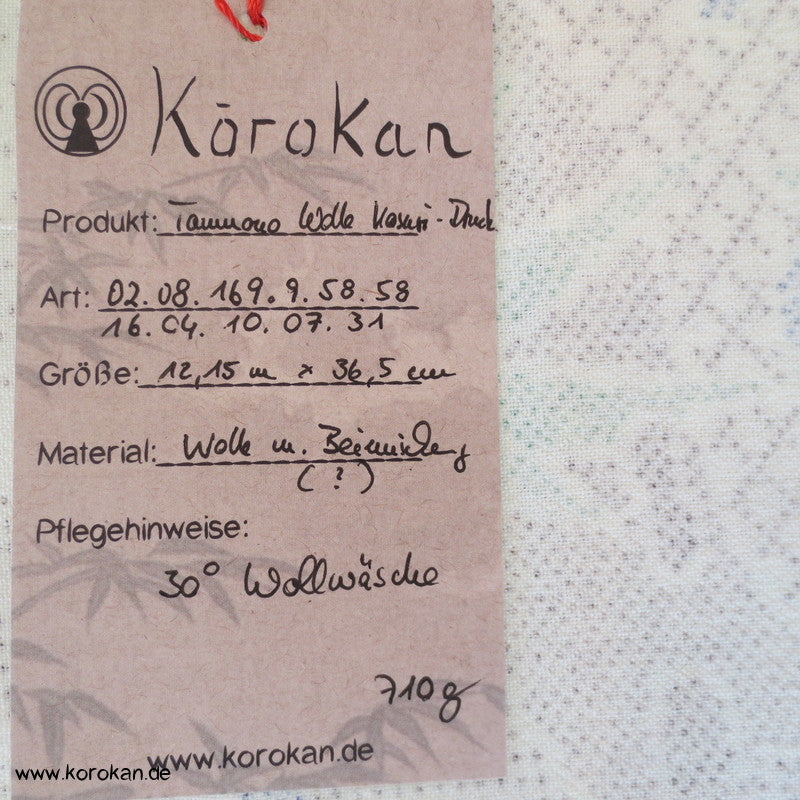 Kōrokan
Produkt: Tanmono Wolle Kasuri-Druck
Art: 02.08.169.9.58.58
16.04.10.07.31
Größe: 12,15 m x 36,5 cm
Material: Wolle m. Beimischung
(?)
Pflegehinweise:
30° Wollwäsche
710g
www.korokan.de
www.korokan.de